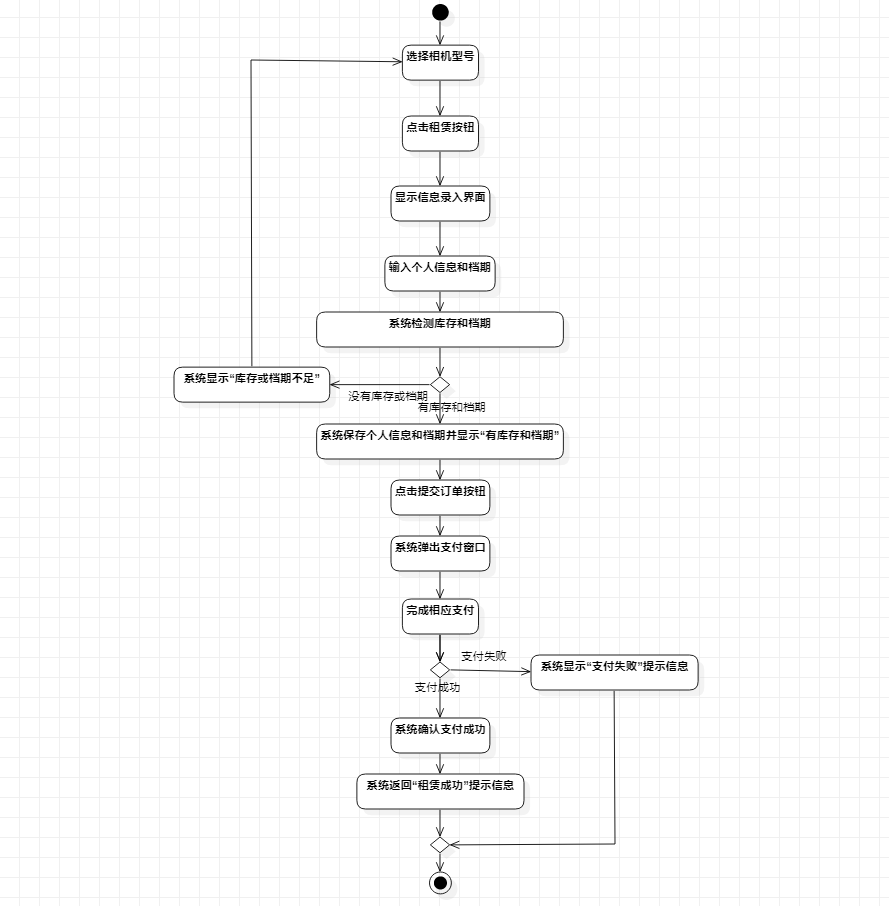 选择相机型号
点击租赁按钮
显示信息录入界面
输入个人信息和档期
系统检测库存和档期
系统显示“库存或档期不足”
没有库存或档期
有库存和档期
系统保存个人信息和档期并显示“有库存和档期”
点击提交订单按钮
系统弹出支付窗口
完成相应支付
支付失败
系统显示“支付失败”提示信息
支付成功
系统确认支付成功
系统返回“租赁成功”提示信息